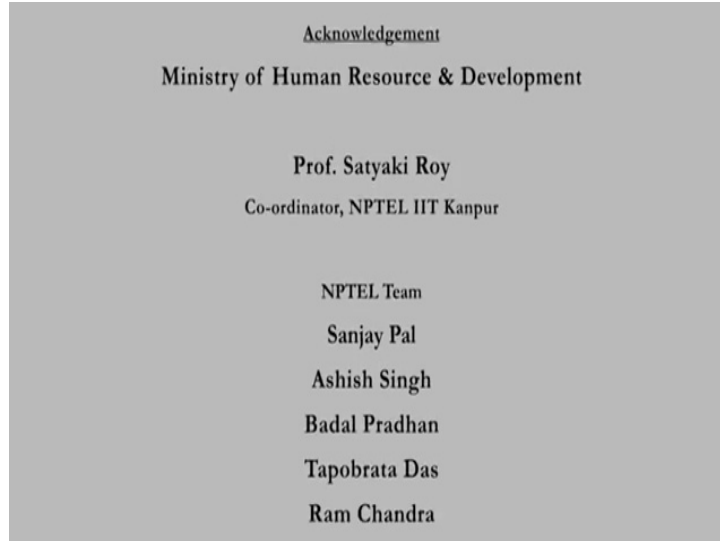 Acknowledgement
Ministry of Human Resource & Development
Prof. Satyaki Roy
Co-ordinator, NPTEL IIT Kanpur
NPTEL Team
Sanjay Pal
Ashish Singh
Badal Pradhan
Tapobrata Das
Ram Chandra